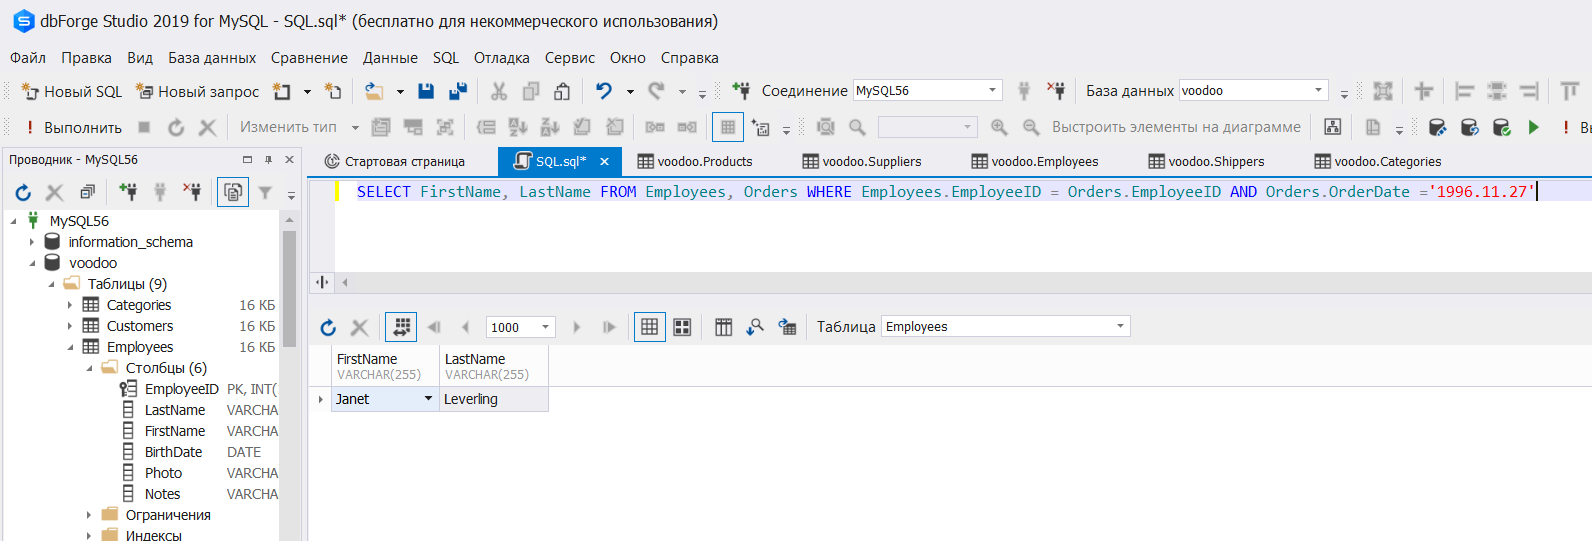 dbForge Studio 2019 for MySQL - SQL.sql* (бесплатно для некоммерческого использования)
Файл Правка Вид База данных Сравнение Данные SQL Отладка Сервис Окно Справка
Новый SQL Новый запрос Соединение MySQL56 База данных voodoo
Выполнить Изменить тип Выстроить элементы на диаграмме
Проводник - MySQL56
Стартовая страница SQL.sql* voodoo.Products voodoo.Suppliers voodoo.Employees voodoo.Shippers voodoo.Categories
SELECT FirstName, LastName FROM Employees, Orders WHERE Employees.EmployeeID = Orders.EmployeeID AND Orders.OrderDate ='1996.11.27'
MySQL56
information_schema
voodoo
Таблицы (9)
Categories 16 КБ
Customers 16 КБ
Employees 16 КБ
Столбцы (6)
EmployeeID PK, INT(
LastName VARCHA
FirstName VARCHA
BirthDate DATE
Photo VARCHA
Notes VARCHA
Ограничения
Индексы
1000 Таблица Employees
FirstName LastName
VARCHAR(255) VARCHAR(255)
Janet Leverling